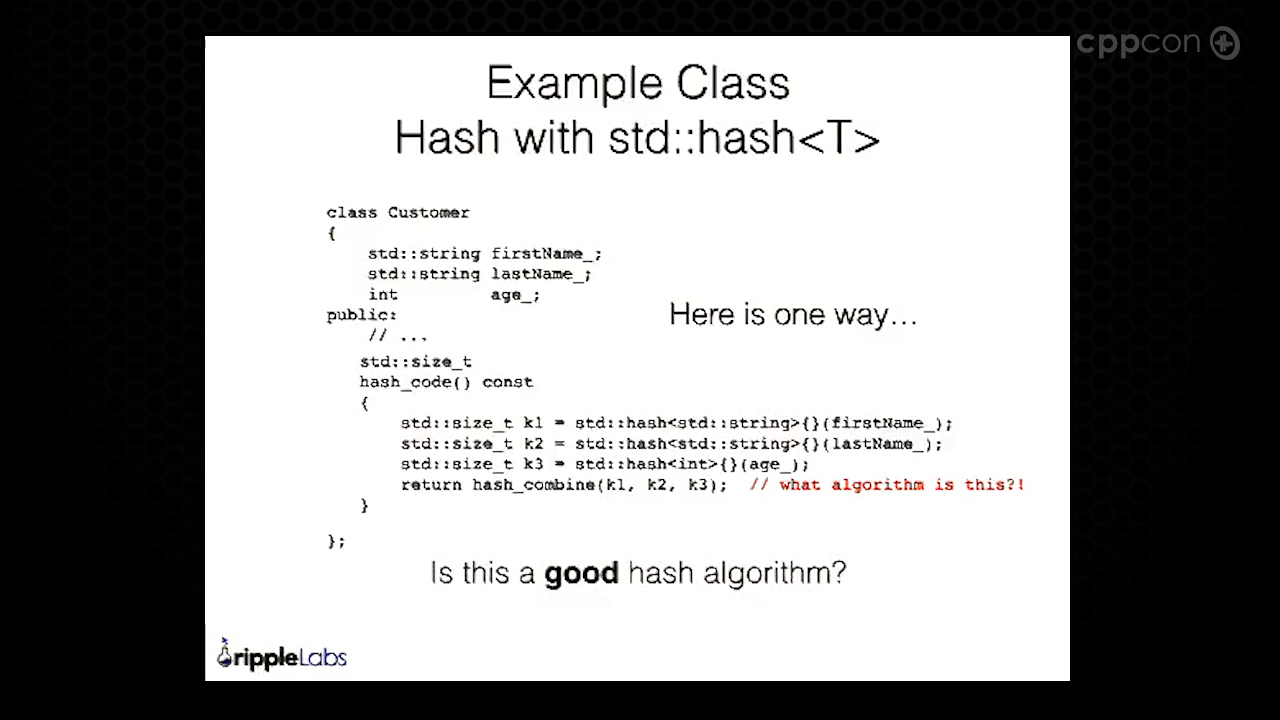 cppcon
Example Class
Hash with std::hash<T>
class Customer
{
std::string firstName_;
std::string lastName_;
int age_;
public:
// ...
Here is one way...
std::size_t
hash_code() const
{
std::size_t k1 = std::hash<std::string>{}(firstName_);
std::size_t k2 = std::hash<std::string>{}(lastName_);
std::size_t k3 = std::hash<int>{}(age_);
return hash_combine(k1, k2, k3); // what algorithm is this?!
}
};
Is this a good hash algorithm?
rippleLabs